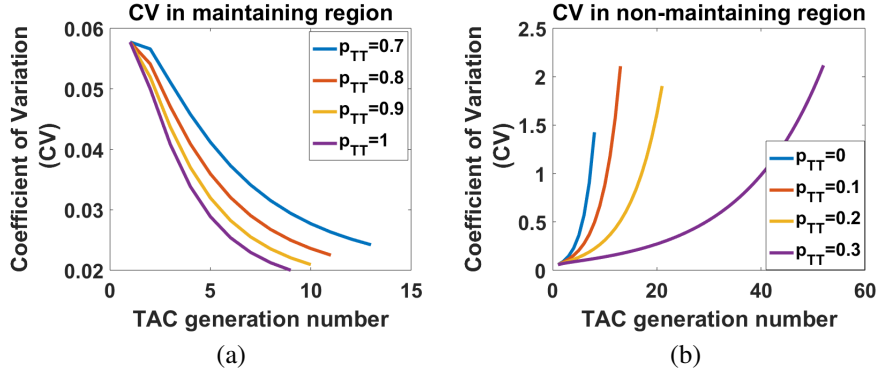 CV in maintaining region
Coefficient of Variation
(CV)
0.06
0.05
0.04
0.03
0.02
0
5
10
15
TAC generation number
p_TT=0.7
p_TT=0.8
p_TT=0.9
p_TT=1
(a)
CV in non-maintaining region
Coefficient of Variation
(CV)
2.5
2
1.5
1
0.5
0
0
20
40
60
TAC generation number
p_TT=0
p_TT=0.1
p_TT=0.2
p_TT=0.3
(b)